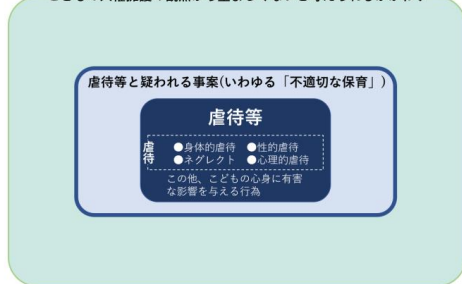 虐待等と疑われる事案(いわゆる「不適切な保育」)
虐待等
虐待
●身体的虐待 ●性的虐待
●ネグレクト ●心理的虐待
この他、こどもの心身に有害
な影響を与える行為